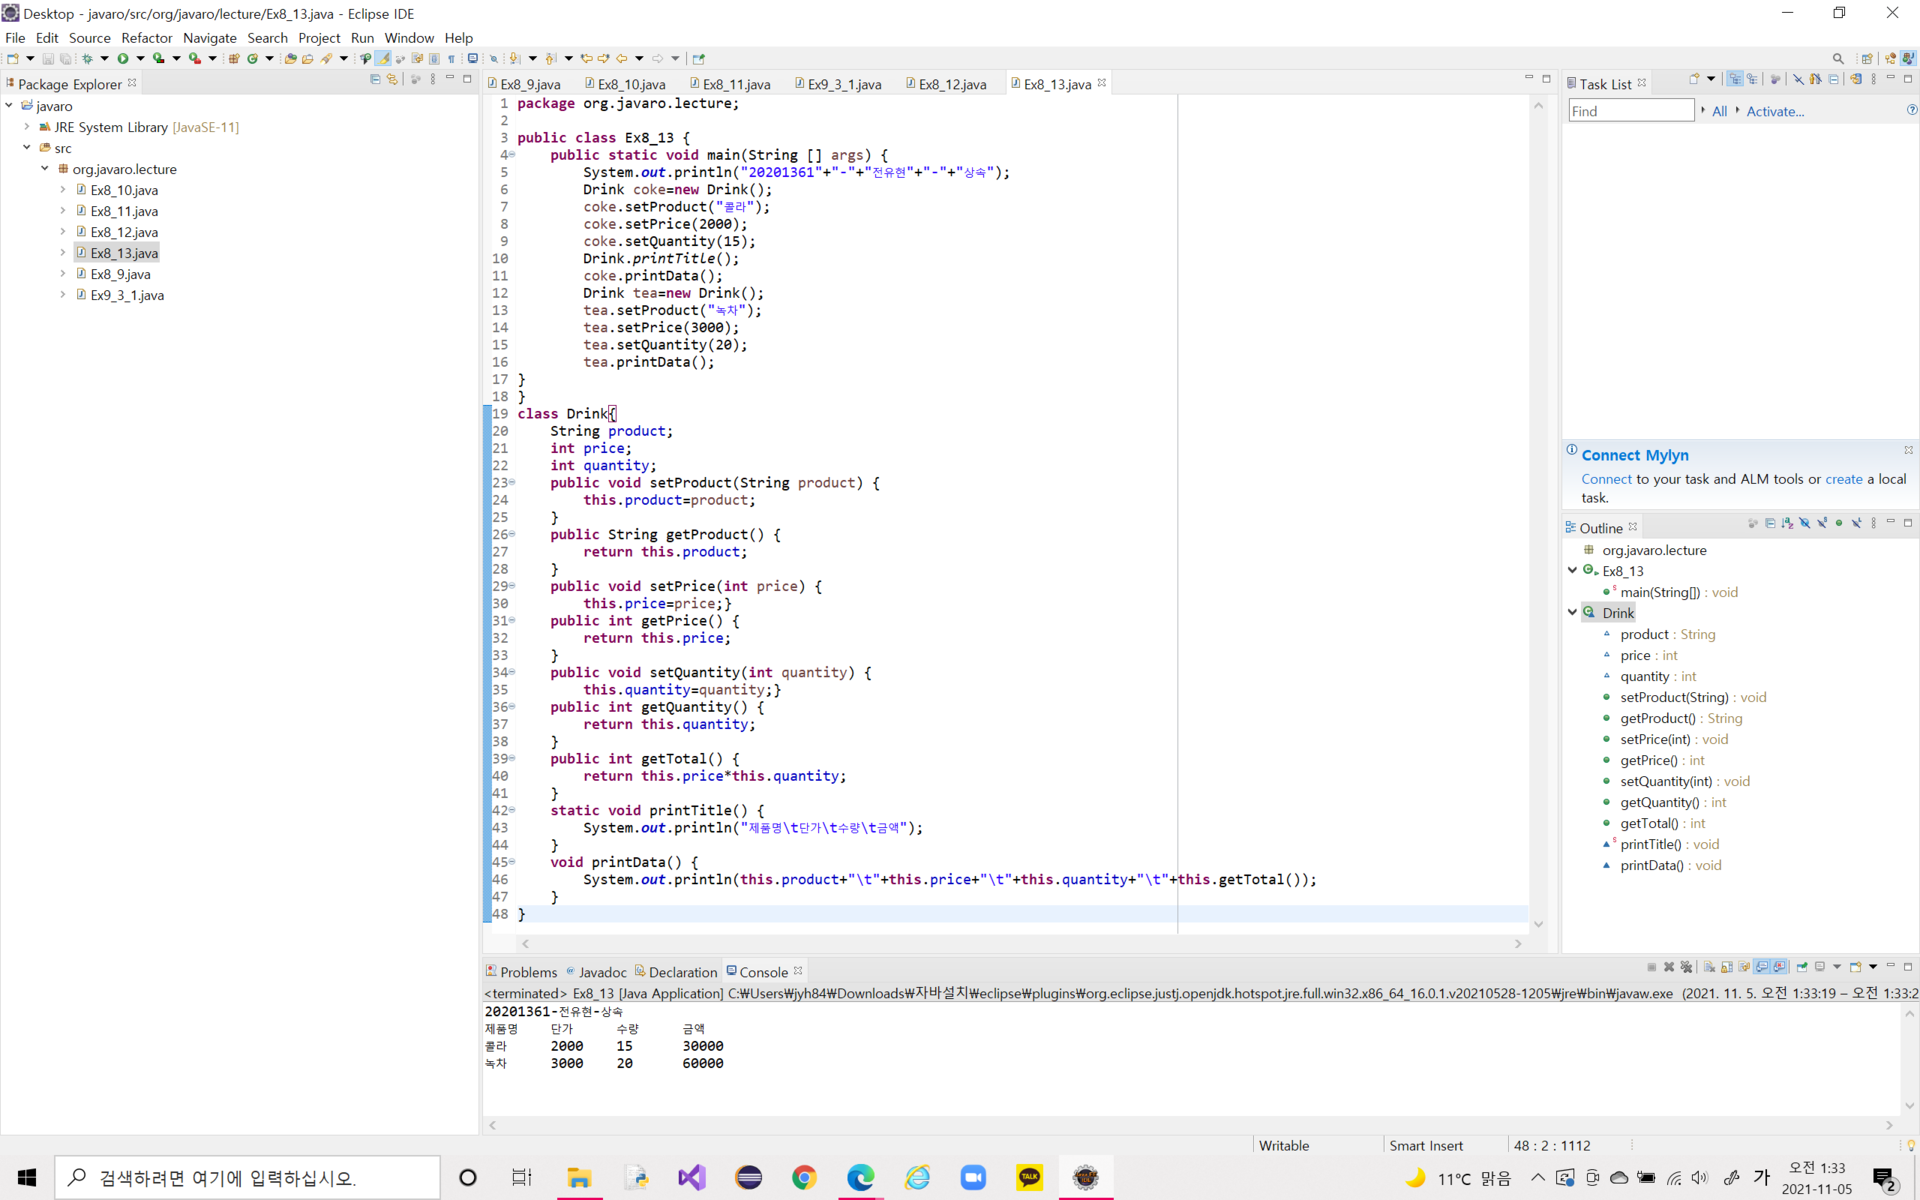 Desktop - javaro/src/org/javaro/lecture/Ex8_13.java - Eclipse IDE
File Edit Source Refactor Navigate Search Project Run Window Help
Package Explorer
javaro
JRE System Library [JavaSE-11]
src
org.javaro.lecture
Ex8_10.java
Ex8_11.java
Ex8_12.java
Ex8_13.java
Ex8_9.java
Ex9_3_1.java
Ex8_9.java Ex8_10.java Ex8_11.java Ex9_3_1.java Ex8_12.java Ex8_13.java
1 package org.javaro.lecture;
2
3 public class Ex8_13 {
4 public static void main(String [] args) {
5 System.out.println("20201361"+"-"+"전유현"+"-"+"상속");
6 Drink coke=new Drink();
7 coke.setProduct("콜라");
8 coke.setPrice(2000);
9 coke.setQuantity(15);
10 Drink.printTitle();
11 coke.printData();
12 Drink tea=new Drink();
13 tea.setProduct("녹차");
14 tea.setPrice(3000);
15 tea.setQuantity(20);
16 tea.printData();
17 }
18 }
19 class Drink{
20 String product;
21 int price;
22 int quantity;
23 public void setProduct(String product) {
24 this.product=product;
25 }
26 public String getProduct() {
27 return this.product;
28 }
29 public void setPrice(int price) {
30 this.price=price;}
31 public int getPrice() {
32 return this.price;
33 }
34 public void setQuantity(int quantity) {
35 this.quantity=quantity;}
36 public int getQuantity() {
37 return this.quantity;
38 }
39 public int getTotal() {
40 return this.price*this.quantity;
41 }
42 static void printTitle() {
43 System.out.println("제품명\t단가\t수량\t금액");
44 }
45 void printData() {
46 System.out.println(this.product+"\t"+this.price+"\t"+this.quantity+"\t"+this.getTotal());
47 }
48 }
Task List
Find All Activate...
Connect Mylyn
Connect to your task and ALM tools or create a local
task.
Outline
org.javaro.lecture
Ex8_13
main(String[]) : void
Drink
product : String
price : int
quantity : int
setProduct(String) : void
getProduct() : String
setPrice(int) : void
getPrice() : int
setQuantity(int) : void
getQuantity() : int
getTotal() : int
printTitle() : void
printData() : void
Problems Javadoc Declaration Console
<terminated> Ex8_13 [Java Application] C:₩Users₩jyh84₩Downloads₩자바설치₩eclipse₩plugins₩org.eclipse.justj.openjdk.hotspot.jre.full.win32.x86_64_16.0.1.v20210528-1205₩jre₩bin₩javaw.exe (2021. 11. 5. 오전 1:33:19 – 오전 1:33:2
20201361-전유현-상속
제품명 단가 수량 금액
콜라 2000 15 30000
녹차 3000 20 60000
Writable Smart Insert 48 : 2 : 1112
검색하려면 여기에 입력하십시오.
TALK
11°C 맑음
가
오전 1:33
2021-11-05
2